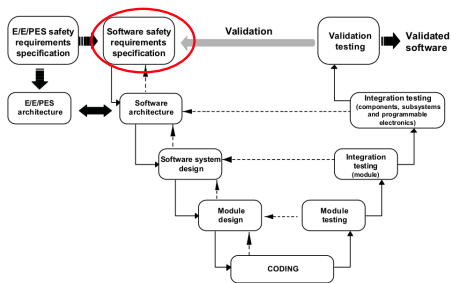 E/E/PES safety
requirements
specification
Software safety
requirements
specification
Validation
Validation
testing
Validated
software
E/E/PES
architecture
Software
architecture
Integration testing
(components, subsystems
and programmable
electronics)
Software system
design
Integration
testing
(module)
Module
design
Module
testing
CODING